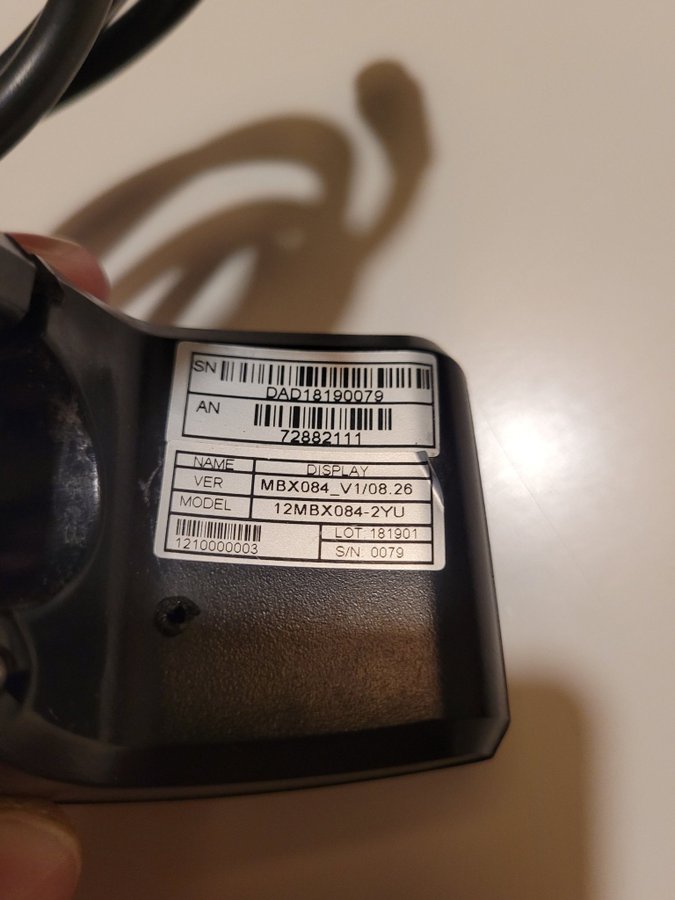 SN
DAD18190079
AN
72882111
NAME DISPLAY
VER MBX084_V1/08.26
MODEL 12MBX084-2YU
1210000003
LOT: 181901
S/N: 0079